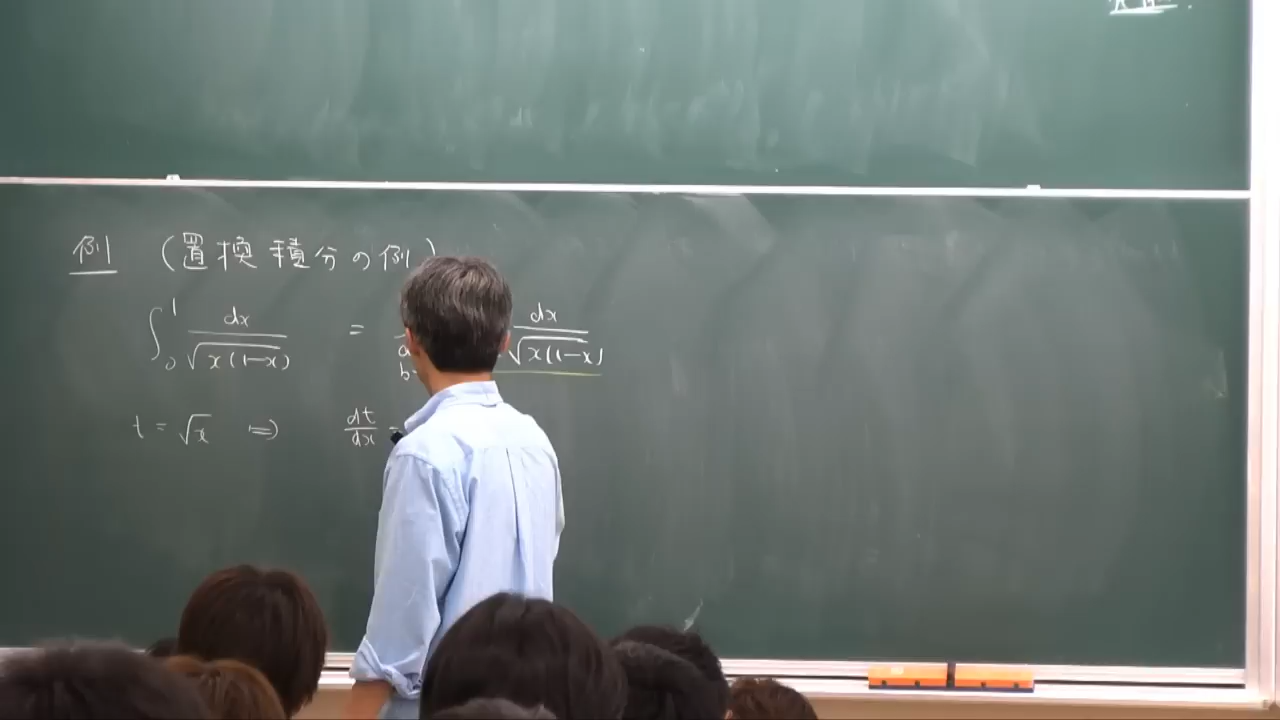 例 (置換積分の例)
∫₀¹ dx/√(x(1-x)) = dx/√(x(1-x))
t = √x ⇒ dt/dx =